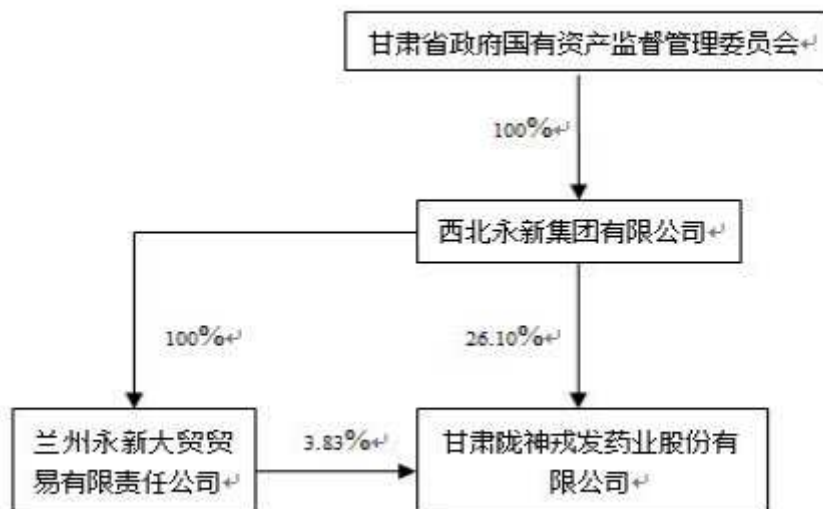 甘肃省政府国有资产监督管理委员会↵
100%↵
西北永新集团有限公司↵
100%↵
26.10%↵
兰州永新大贸贸
易有限责任公司↵
3.83%↵
甘肃陇神戎发药业股份有
限公司↵